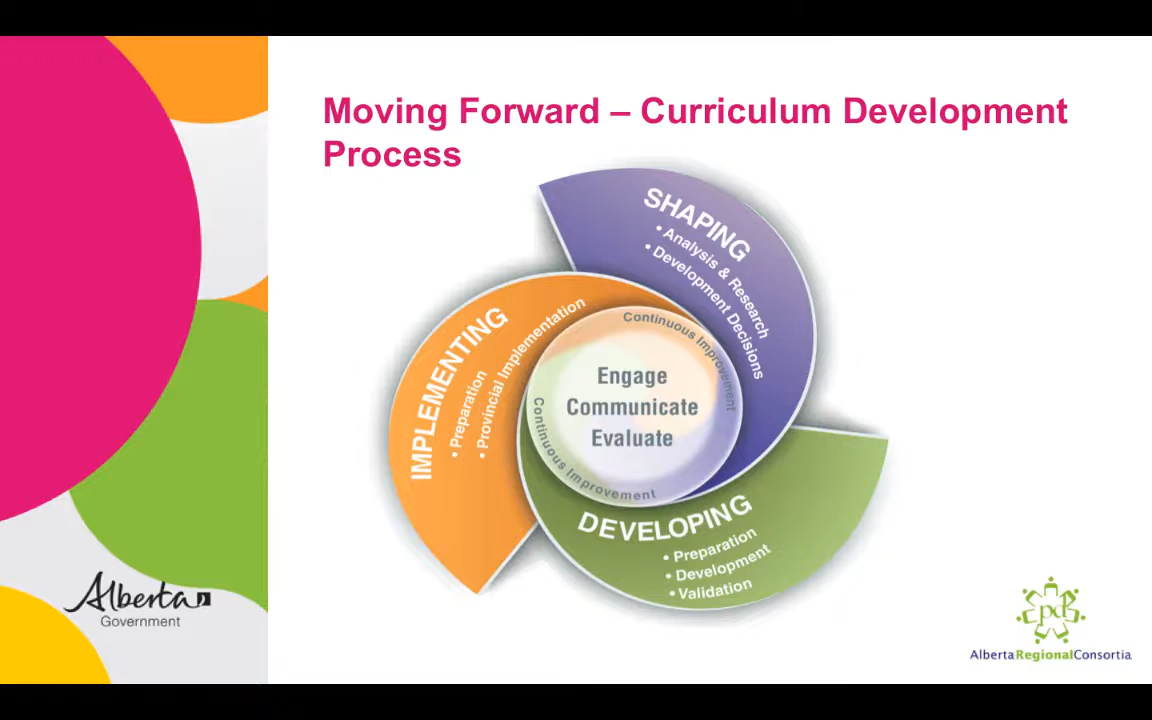 Moving Forward – Curriculum Development
Process
SHAPING
• Analysis & Research
• Development Decisions
IMPLEMENTING
• Preparation
• Provincial Implementation
Continuous Improvement
Engage
Communicate
Evaluate
Continuous Improvement
DEVELOPING
• Preparation
• Development
• Validation
Alberta
Government
pd
Alberta Regional Consortia